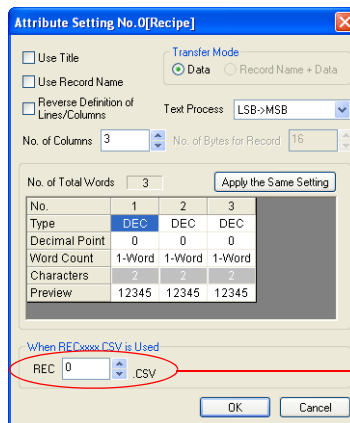 Attribute Setting No.0[Recipe]
Use Title
Transfer Mode
Data Record Name + Data
Use Record Name
Reverse Definition of
Lines/Columns
Text Process LSB->MSB
No. of Columns 3 No. of Bytes for Record 16
No. of Total Words 3 Apply the Same Setting
No. 1 2 3
Type DEC DEC DEC
Decimal Point 0 0 0
Word Count 1-Word 1-Word 1-Word
Characters 2 2 2
Preview 12345 12345 12345
When RECxxxx.CSV is Used
REC 0 .CSV
OK Cancel